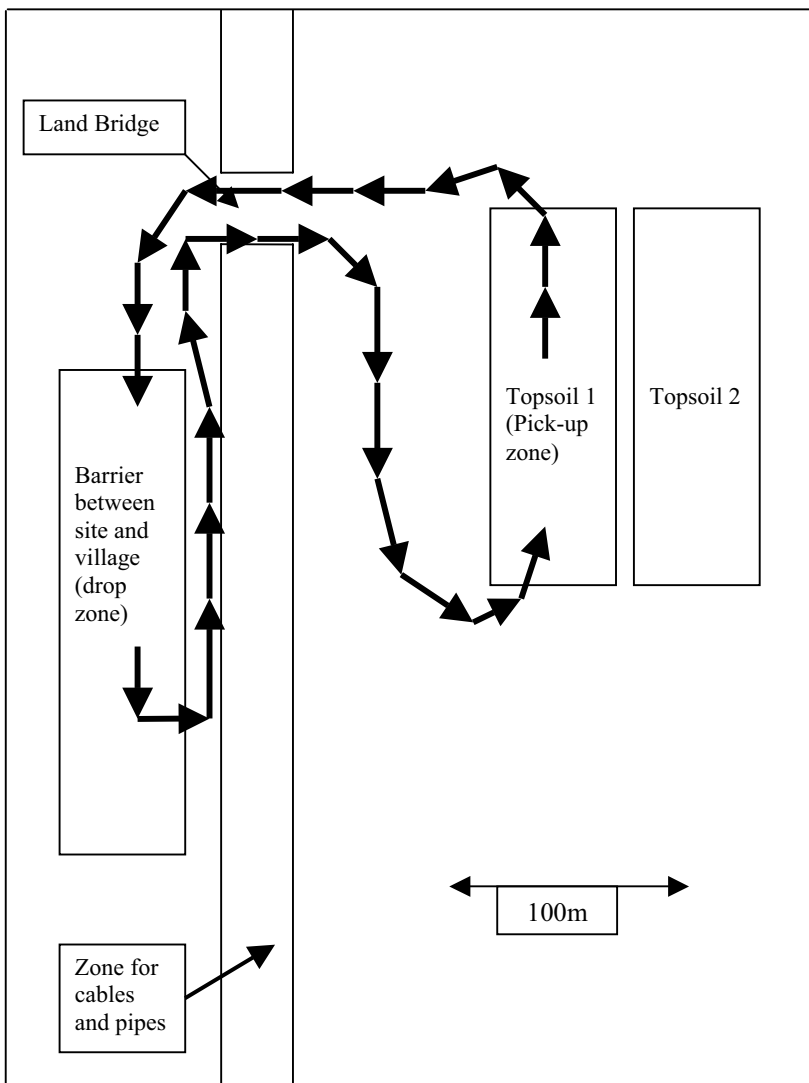 Land Bridge
Topsoil 1
(Pick-up
zone)
Topsoil 2
Barrier
between
site and
village
(drop
zone)
100m
Zone for
cables
and pipes